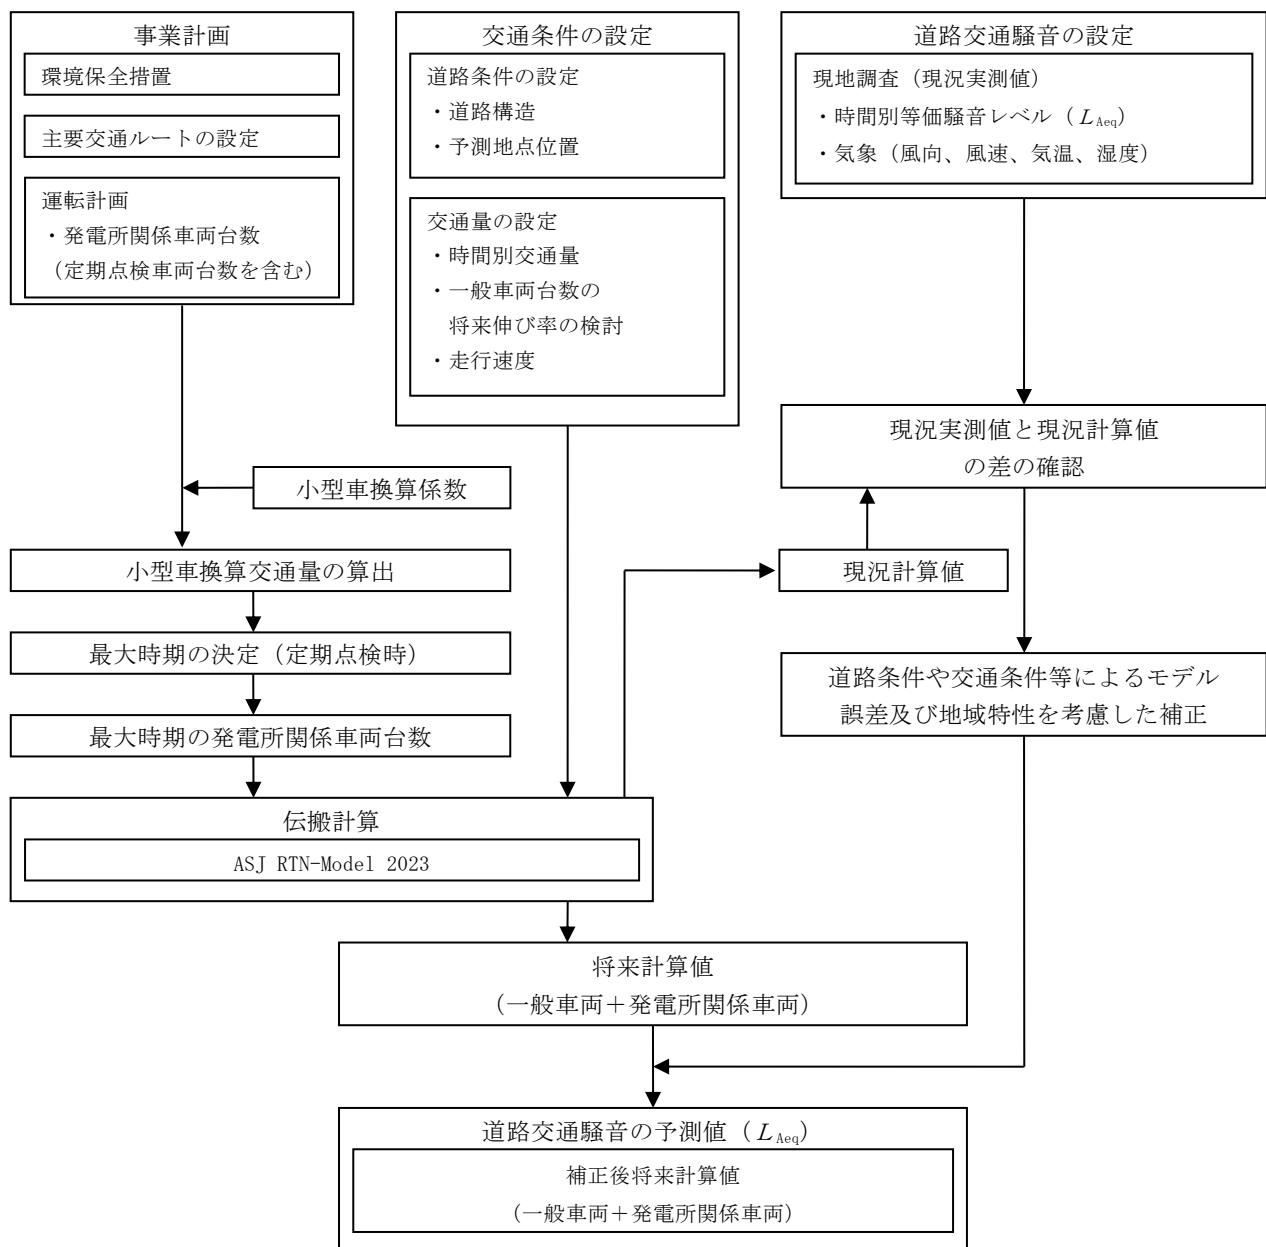 事業計画
環境保全措置
主要交通ルートの設定
運転計画
・発電所関係車両台数
（定期点検車両台数を含む）
交通条件の設定
道路条件の設定
・道路構造
・予測地点位置
交通量の設定
・時間別交通量
・一般車両台数の
将来伸び率の検討
・走行速度
道路交通騒音の設定
現地調査（現況実測値）
・時間別等価騒音レベル（LAeq）
・気象（風向、風速、気温、湿度）
現況実測値と現況計算値
の差の確認
小型車換算係数
小型車換算交通量の算出
現況計算値
最大時期の決定（定期点検時）
道路条件や交通条件等によるモデル
誤差及び地域特性を考慮した補正
最大時期の発電所関係車両台数
伝搬計算
ASJ RTN-Model 2023
将来計算値
（一般車両＋発電所関係車両）
道路交通騒音の予測値（LAeq）
補正後将来計算値
（一般車両＋発電所関係車両）